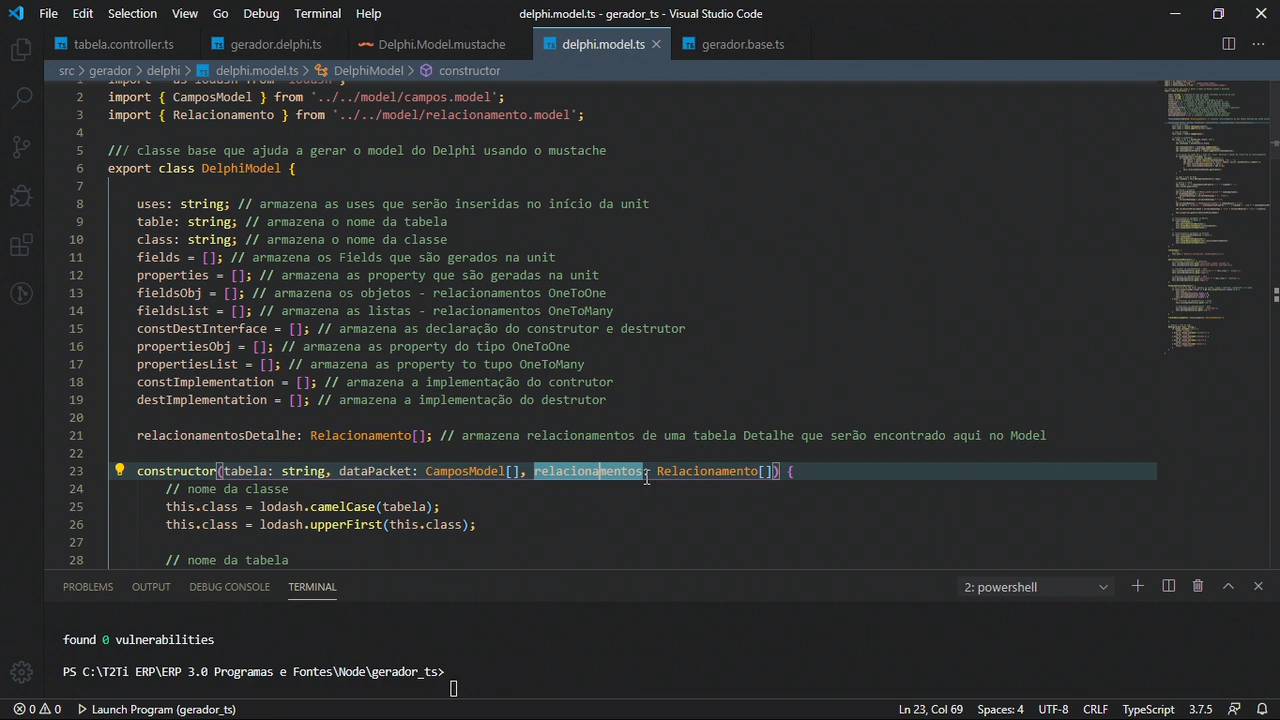 File Edit Selection View Go Debug Terminal Help delphi.model.ts - gerador_ts - Visual Studio Code
tabela.controller.ts gerador.delphi.ts Delphi.Model.mustache delphi.model.ts gerador.base.ts
src > gerador > delphi > delphi.model.ts > DelphiModel > constructor
2 import { CamposModel } from '../../model/campos.model';
3 import { Relacionamento } from '../../model/relacionamento.model';
4
5 /// classe base que ajuda a gerar o model do Delphi usando o mustache
6 export class DelphiModel {
7
8 uses: string; // armazena as uses que serão inseridas no início da unit
9 table: string; // armazena o nome da tabela
10 class: string; // armazena o nome da classe
11 fields = []; // armazena os Fields que são gerados na unit
12 properties = []; // armazena as property que são geradas na unit
13 fieldsObj = []; // armazena os objetos - relacionamentos OneToOne
14 fieldsList = []; // armazena as listas - relacionamentos OneToMany
15 constDestInterface = []; // armazena as declaração do construtor e destrutor
16 propertiesObj = []; // armazena as property do tipo OneToOne
17 propertiesList = []; // armazena as property to tupo OneToMany
18 constImplementation = []; // armazena a implementação do contrutor
19 destImplementation = []; // armazena a implementação do destrutor
20
21 relacionamentosDetalhe: Relacionamento[]; // armazena relacionamentos de uma tabela Detalhe que serão encontrado aqui no Model
22
23 constructor(tabela: string, dataPacket: CamposModel[], relacionamentos: Relacionamento[]) {
24 // nome da classe
25 this.class = lodash.camelCase(tabela);
26 this.class = lodash.upperFirst(this.class);
27
28 // nome da tabela
PROBLEMS OUTPUT DEBUG CONSOLE TERMINAL 2: powershell
found 0 vulnerabilities
PS C:\T2Ti ERP\ERP 3.0 Programas e Fontes\Node\gerador_ts>
0 0 Launch Program (gerador_ts) Ln 23, Col 69 Spaces: 4 UTF-8 CRLF TypeScript 3.7.5